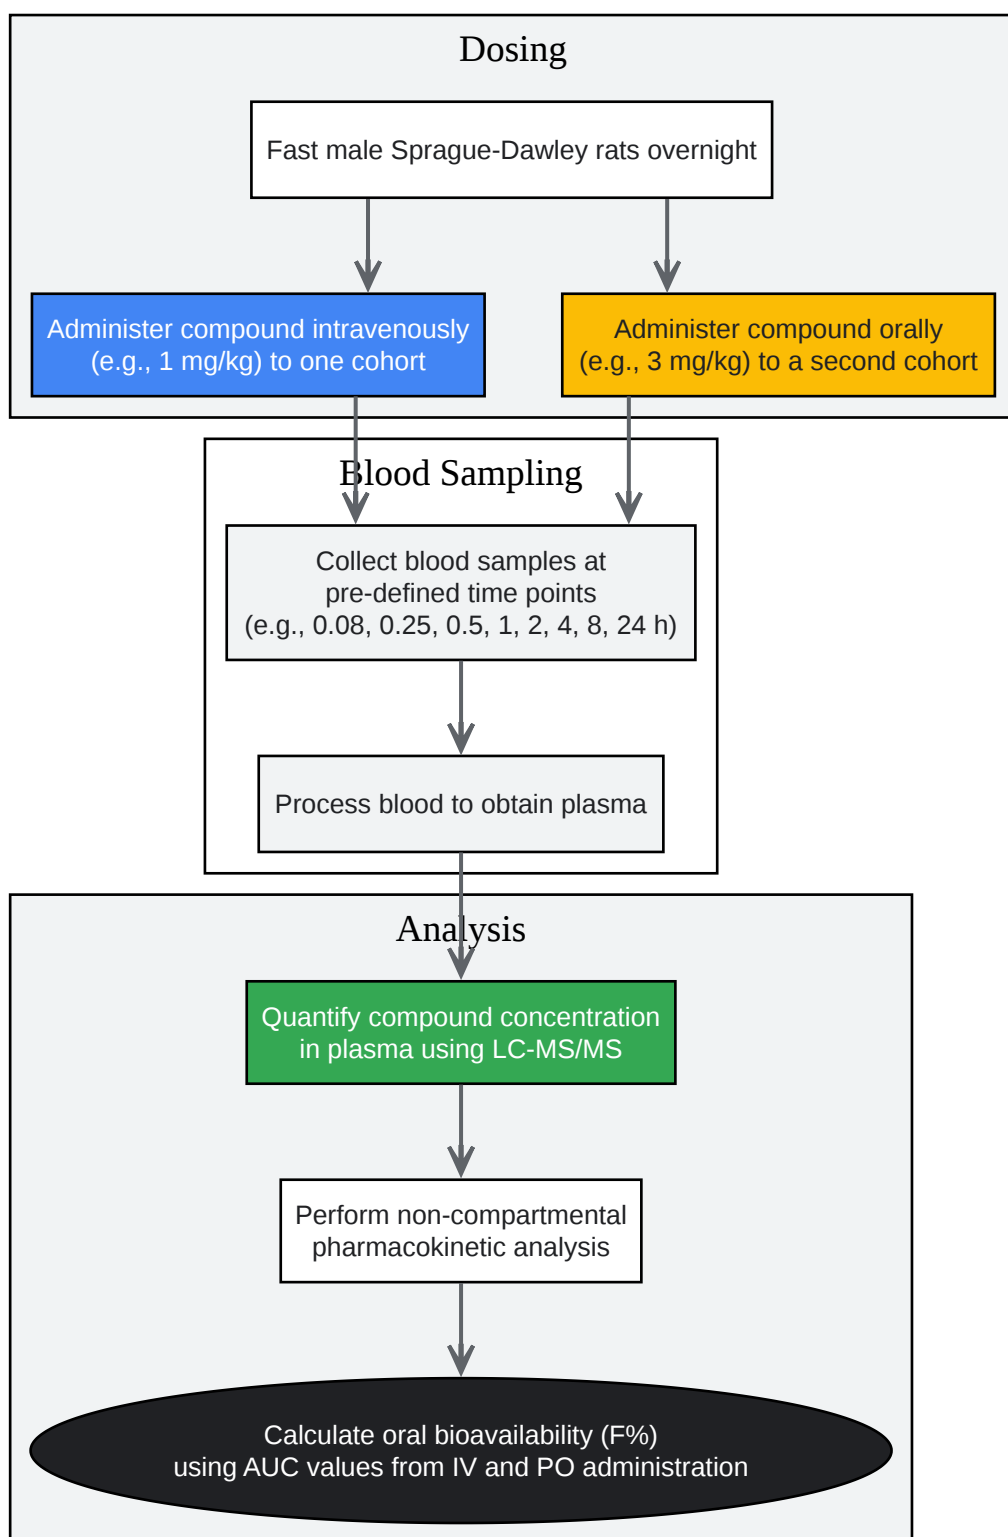 Dosing
Fast male Sprague-Dawley rats overnight
Administer compound intravenously
(e.g., 1 mg/kg) to one cohort
Administer compound orally
(e.g., 3 mg/kg) to a second cohort
Blood Sampling
Collect blood samples at
pre-defined time points
(e.g., 0.08, 0.25, 0.5, 1, 2, 4, 8, 24 h)
Process blood to obtain plasma
Analysis
Quantify compound concentration
in plasma using LC-MS/MS
Perform non-compartmental
pharmacokinetic analysis
Calculate oral bioavailability (F%)
using AUC values from IV and PO administration